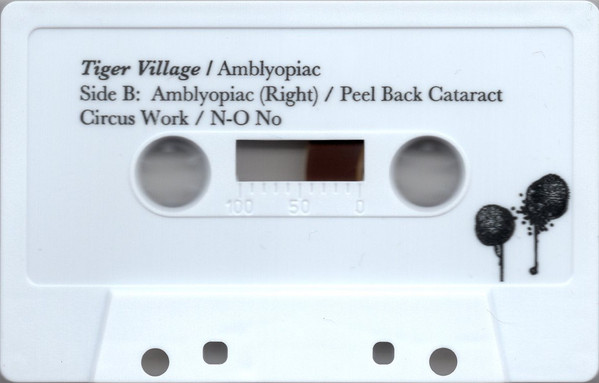 Tiger Village / Amblyopiac
Side B: Amblyopiac (Right) / Peel Back Cataract
Circus Work / N-O No
100 50 0